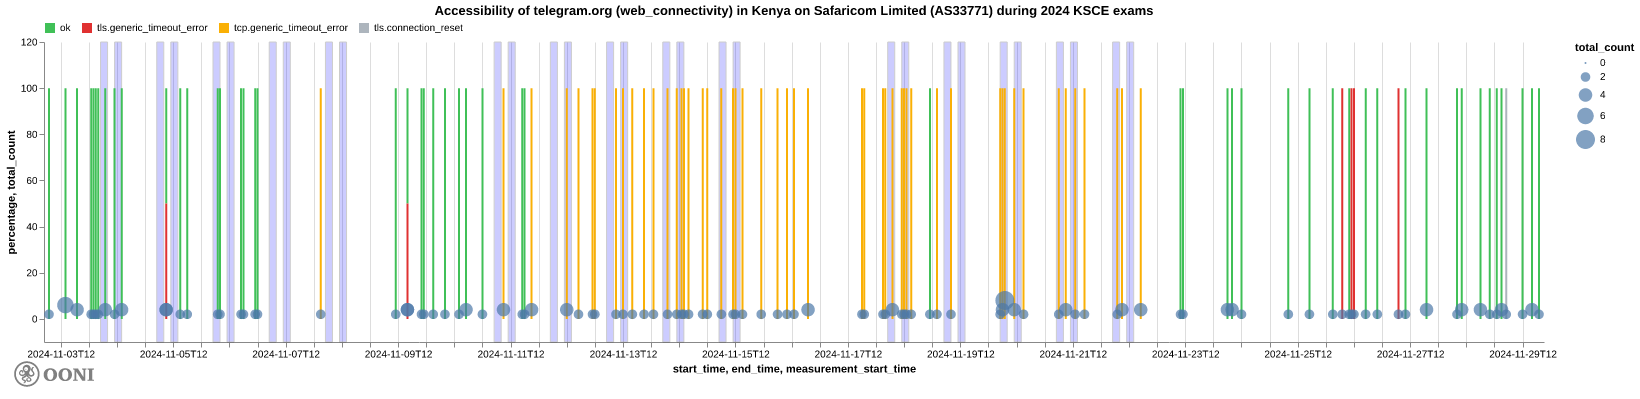 Accessibility of telegram.org (web_connectivity) in Kenya on Safaricom Limited (AS33771) during 2024 KSCE exams
ok tls.generic_timeout_error tcp.generic_timeout_error tls.connection_reset
percentage, total_count
120
100
80
60
40
20
0
2024-11-03T12 2024-11-05T12 2024-11-07T12 2024-11-09T12 2024-11-11T12 2024-11-13T12 2024-11-15T12 2024-11-17T12 2024-11-19T12 2024-11-21T12 2024-11-23T12 2024-11-25T12 2024-11-27T12 2024-11-29T12
start_time, end_time, measurement_start_time
total_count
0
2
4
6
8
OONI